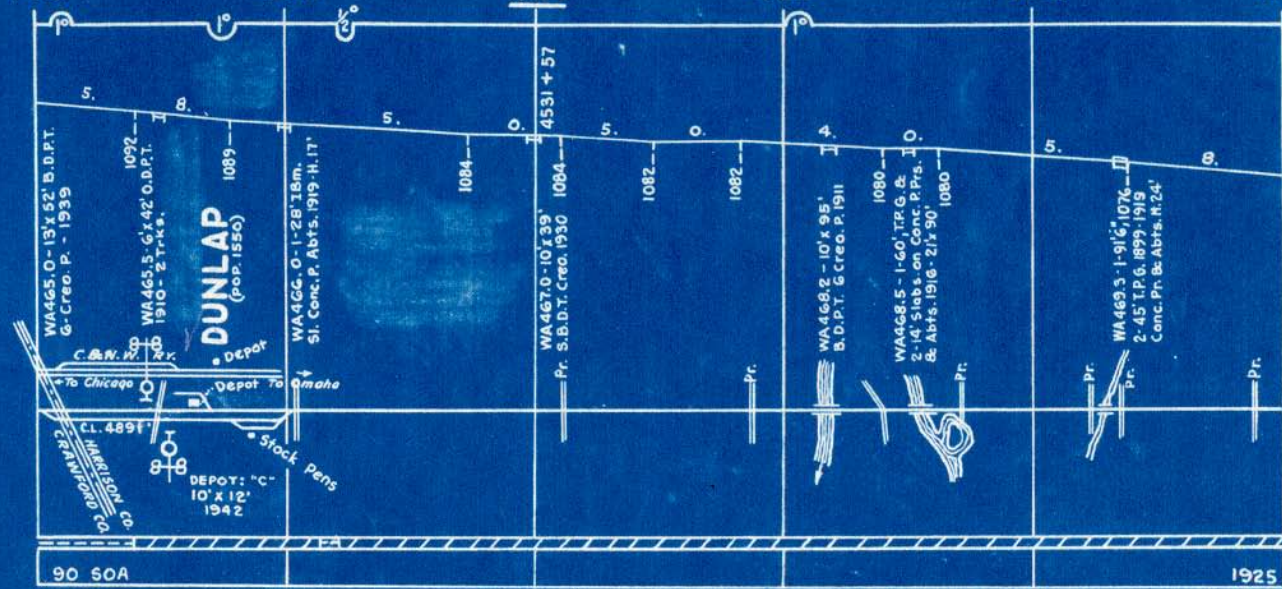 1°
1°
½°
1°
4531 + 57
5.
8.
5.
0.
5.
0.
4.
0.
5.
8.
WA465.0-13'x 52' B.D.P.T.
6-Creo. P. - 1939
1092
WA465.5-6'x 42' O.D.P.T.
1910-2 Trks.
1089
DUNLAP
(POP. 1550)
WA466.0-1-28' IBm.
Sl. Conc. P. Abts. 1919-H.17'
1084
1084
WA467.0-10'x 39'
S.B.D.T. Creo. 1930
1082
1082
WA468.2-10'x 95'
B.D.P.T. 6 Creo. P. 1911
1080
WA468.5-1-60', T.P.G. &
2-14' Slabs. on Conc. P. Prs.
& Abts. 1916-21'x 90'
1080
1076
WA469.3-1-91'6",
2-45' T.P.G. 1899-1919
Conc. Pr. & Abts. H. 24'
C.&N.W. RY.
Depot
To Chicago
Depot To Omaha
C.L. 4891'
Stock Pens
HARRISON CO.
CRAWFORD CO.
DEPOT: "C"
10' X 12'
1942
Pr.
Pr.
Pr.
Pr.
Pr.
Pr.
90 SOA
1925